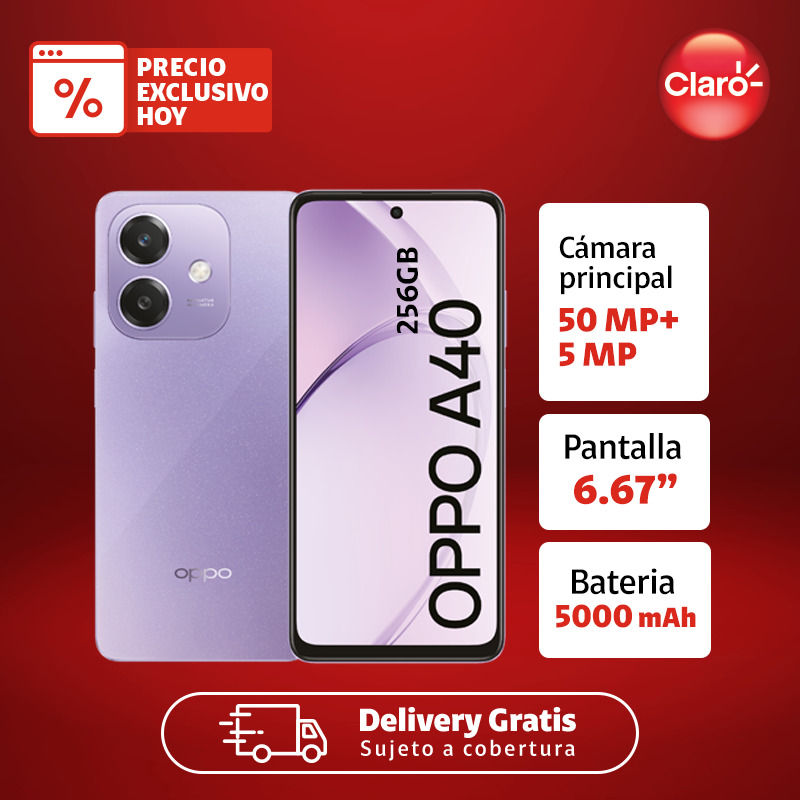 %
PRECIO
EXCLUSIVO
HOY
Claro
256GB
OPPO A40
oppo
Cámara
principal
50 MP+
5 MP
Pantalla
6.67”
Bateria
5000 mAh
Delivery Gratis
Sujeto a cobertura